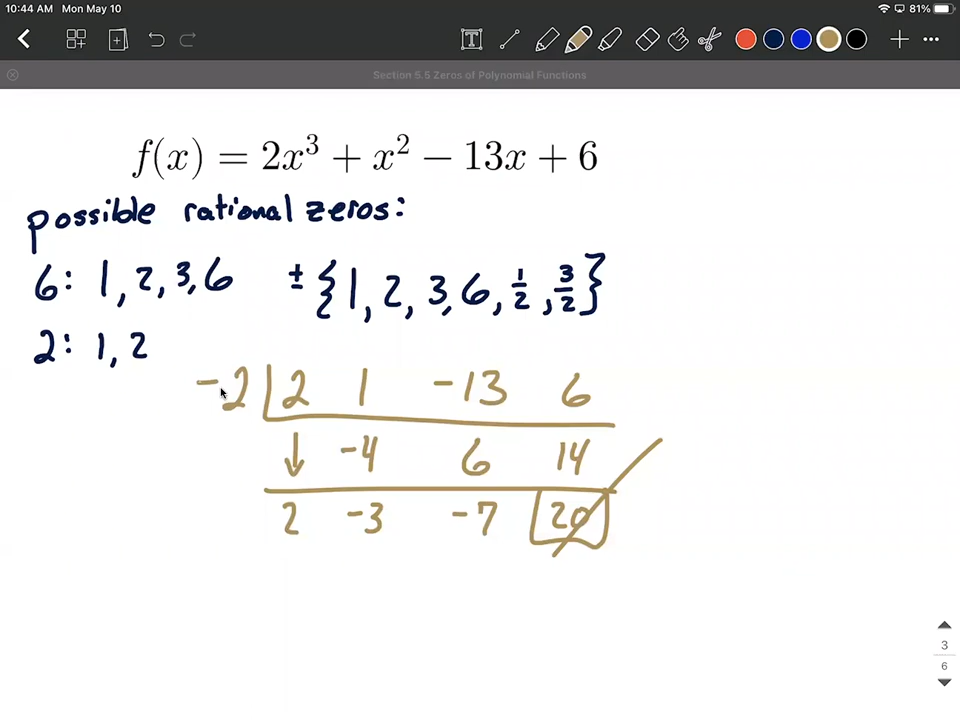 10:44 AM Mon May 10 81%
Section 5.5 Zeros of Polynomial Functions
f(x) = 2x³ + x² − 13x + 6
possible rational zeros:
6: 1, 2, 3, 6 ± {1, 2, 3, 6, 1/2, 3/2}
2: 1, 2
-2 | 2 1 -13 6
↓ -4 6 14
2 -3 -7 20
3
6